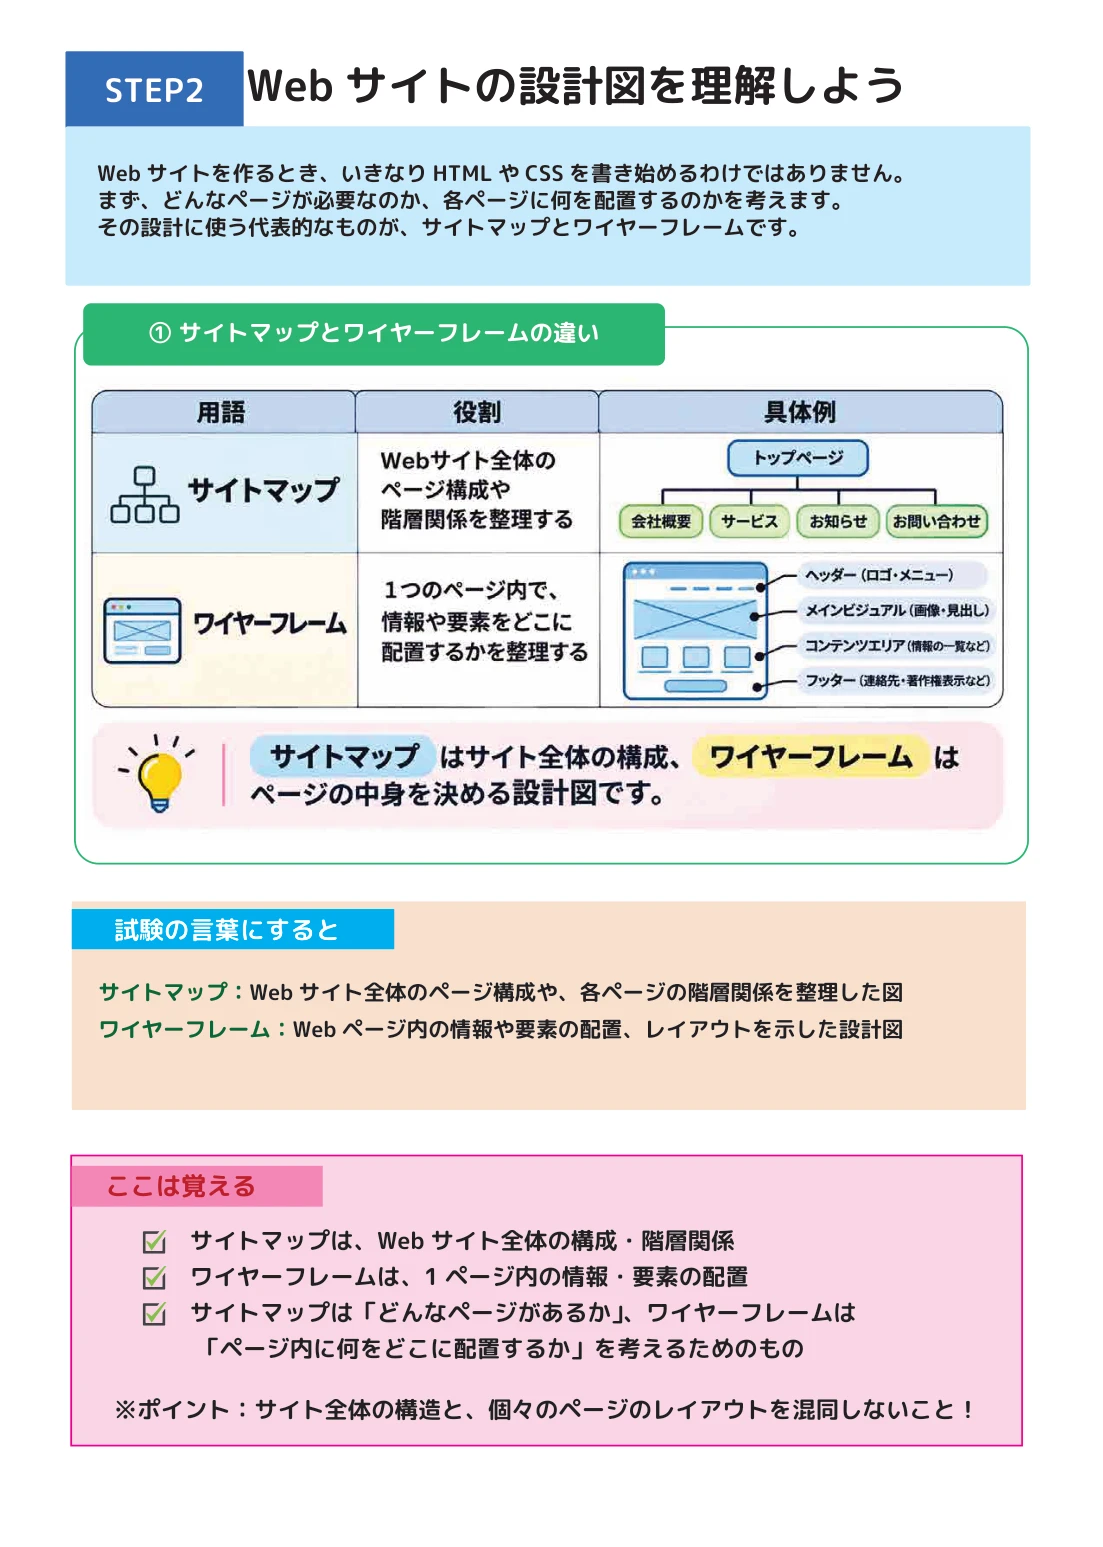 STEP2
Web サイトの設計図を理解しよう
Web サイトを作るとき、いきなり HTML や CSS を書き始めるわけではありません。
まず、どんなページが必要なのか、各ページに何を配置するのかを考えます。
その設計に使う代表的なものが、サイトマップとワイヤーフレームです。
① サイトマップとワイヤーフレームの違い
用語 役割 具体例
サイトマップ
Webサイト全体の
ページ構成や
階層関係を整理する
トップページ
会社概要 サービス お知らせ お問い合わせ
ワイヤーフレーム
1つのページ内で、
情報や要素をどこに
配置するかを整理する
ヘッダー（ロゴ・メニュー）
メインビジュアル（画像・見出し）
コンテンツエリア（情報の一覧など）
フッター（連絡先・著作権表示など）
サイトマップ はサイト全体の構成、 ワイヤーフレーム は
ページの中身を決める設計図です。
試験の言葉にすると
サイトマップ：Web サイト全体のページ構成や、各ページの階層関係を整理した図
ワイヤーフレーム：Web ページ内の情報や要素の配置、レイアウトを示した設計図
ここは覚える
サイトマップは、Web サイト全体の構成・階層関係
ワイヤーフレームは、1 ページ内の情報・要素の配置
サイトマップは「どんなページがあるか」、ワイヤーフレームは
「ページ内に何をどこに配置するか」を考えるためのもの
※ポイント：サイト全体の構造と、個々のページのレイアウトを混同しないこと！